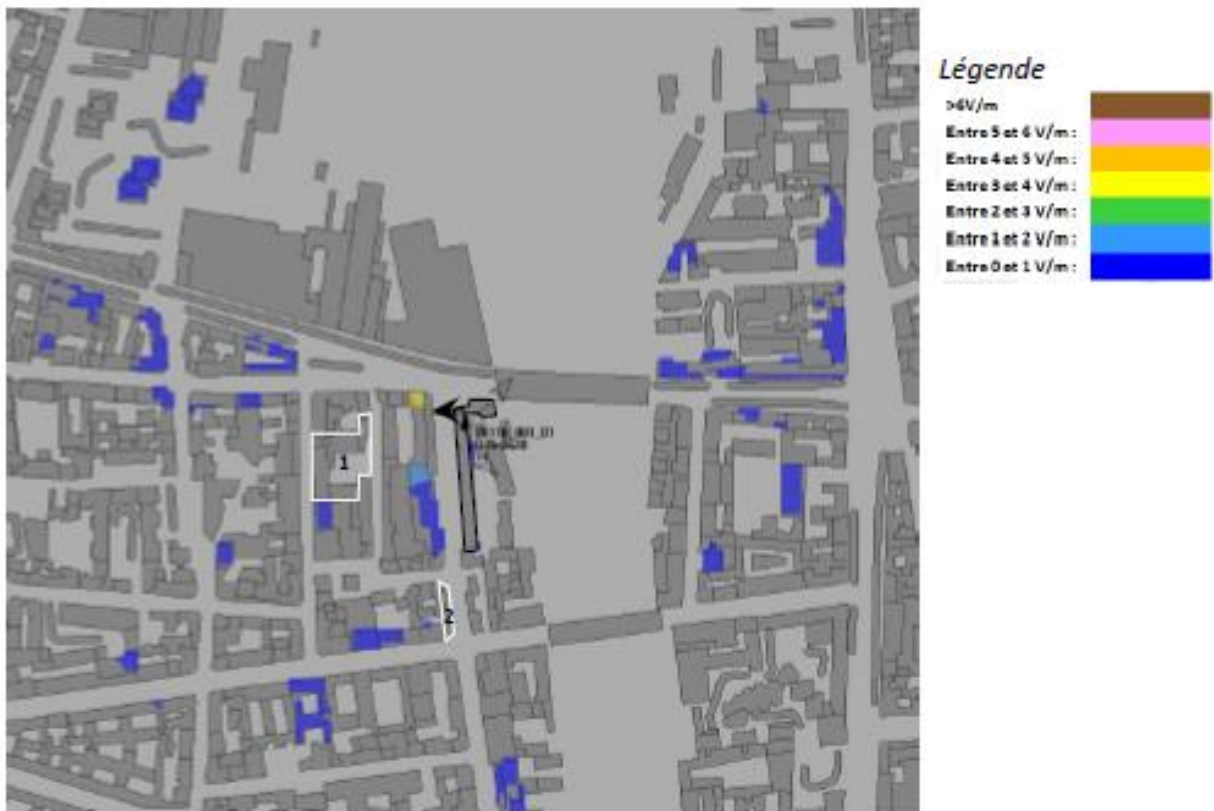 Légende
>6V/m
Entre 5 et 6 V/m :
Entre 4 et 5 V/m :
Entre 3 et 4 V/m :
Entre 2 et 3 V/m :
Entre 1 et 2 V/m :
Entre 0 et 1 V/m :
1
2